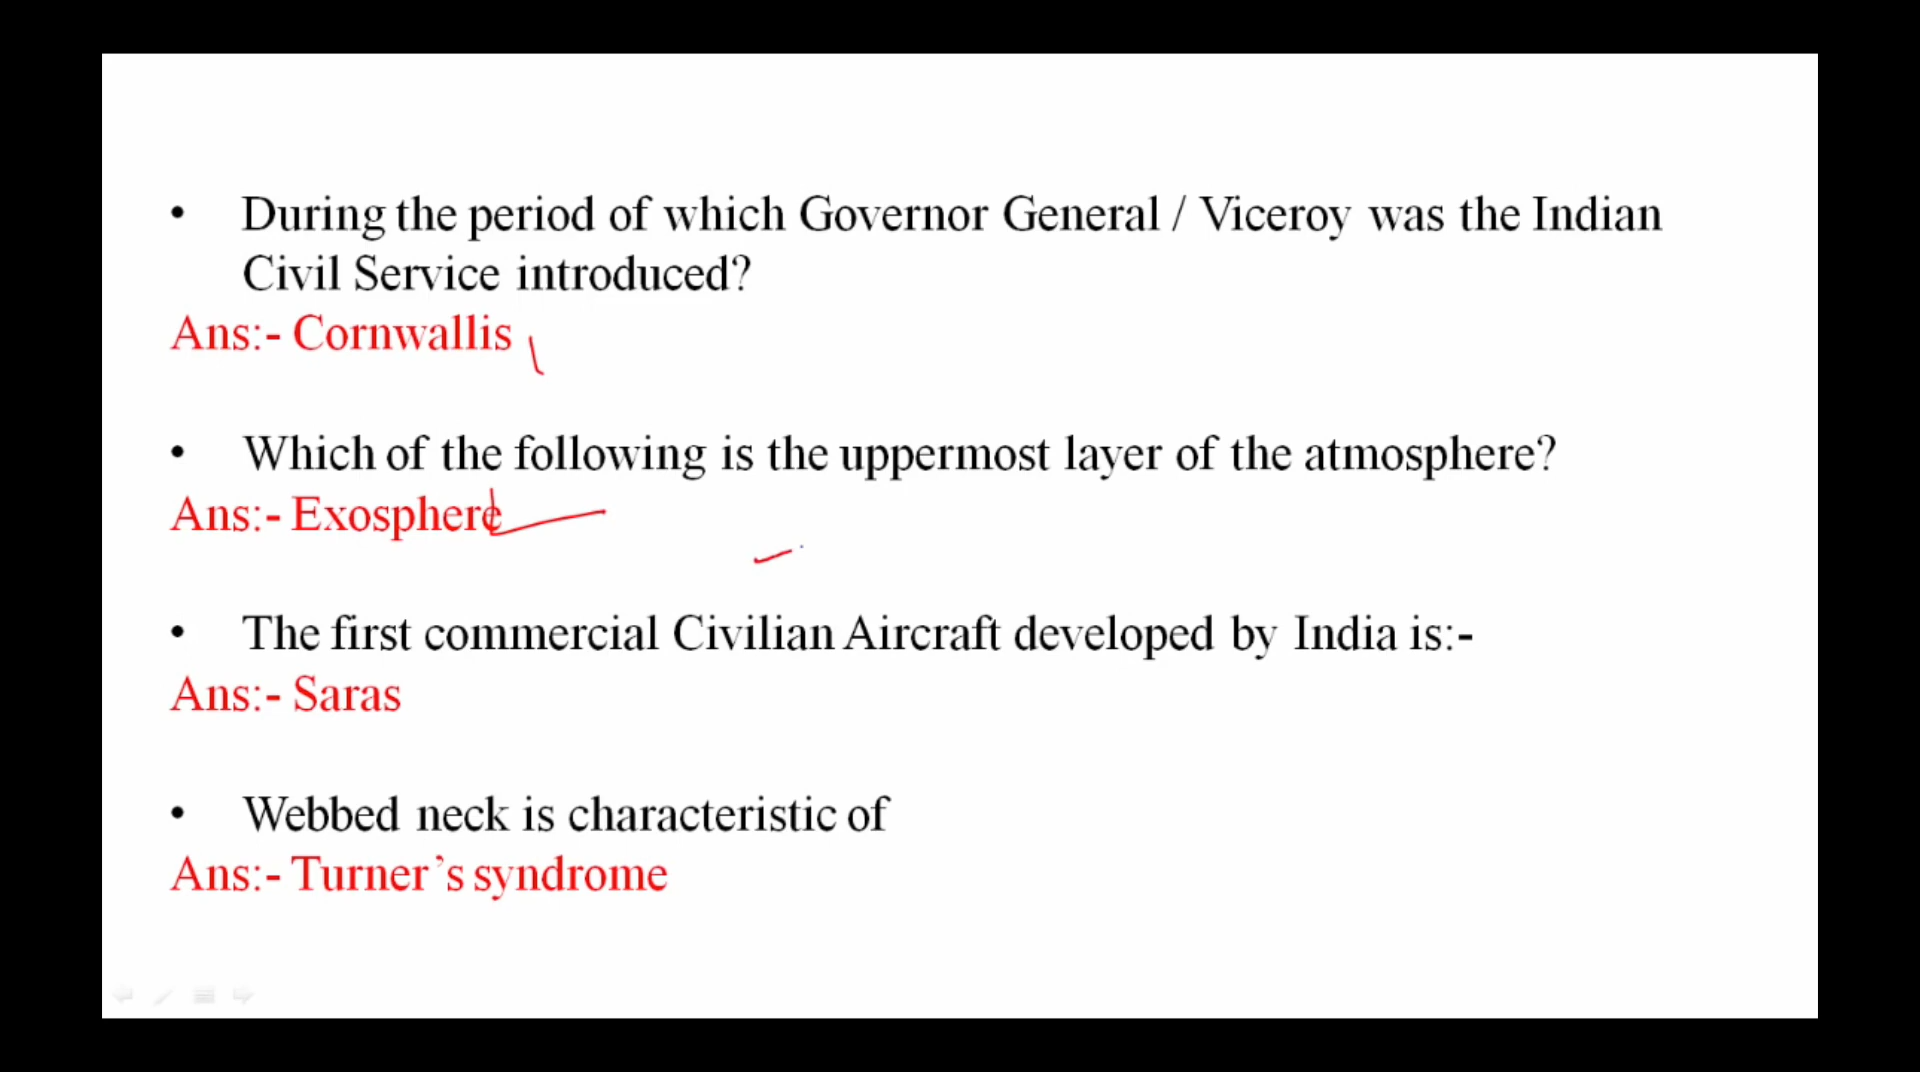 • During the period of which Governor General / Viceroy was the Indian
Civil Service introduced?
Ans:- Cornwallis
• Which of the following is the uppermost layer of the atmosphere?
Ans:- Exosphere
• The first commercial Civilian Aircraft developed by India is:-
Ans:- Saras
• Webbed neck is characteristic of
Ans:- Turner’s syndrome